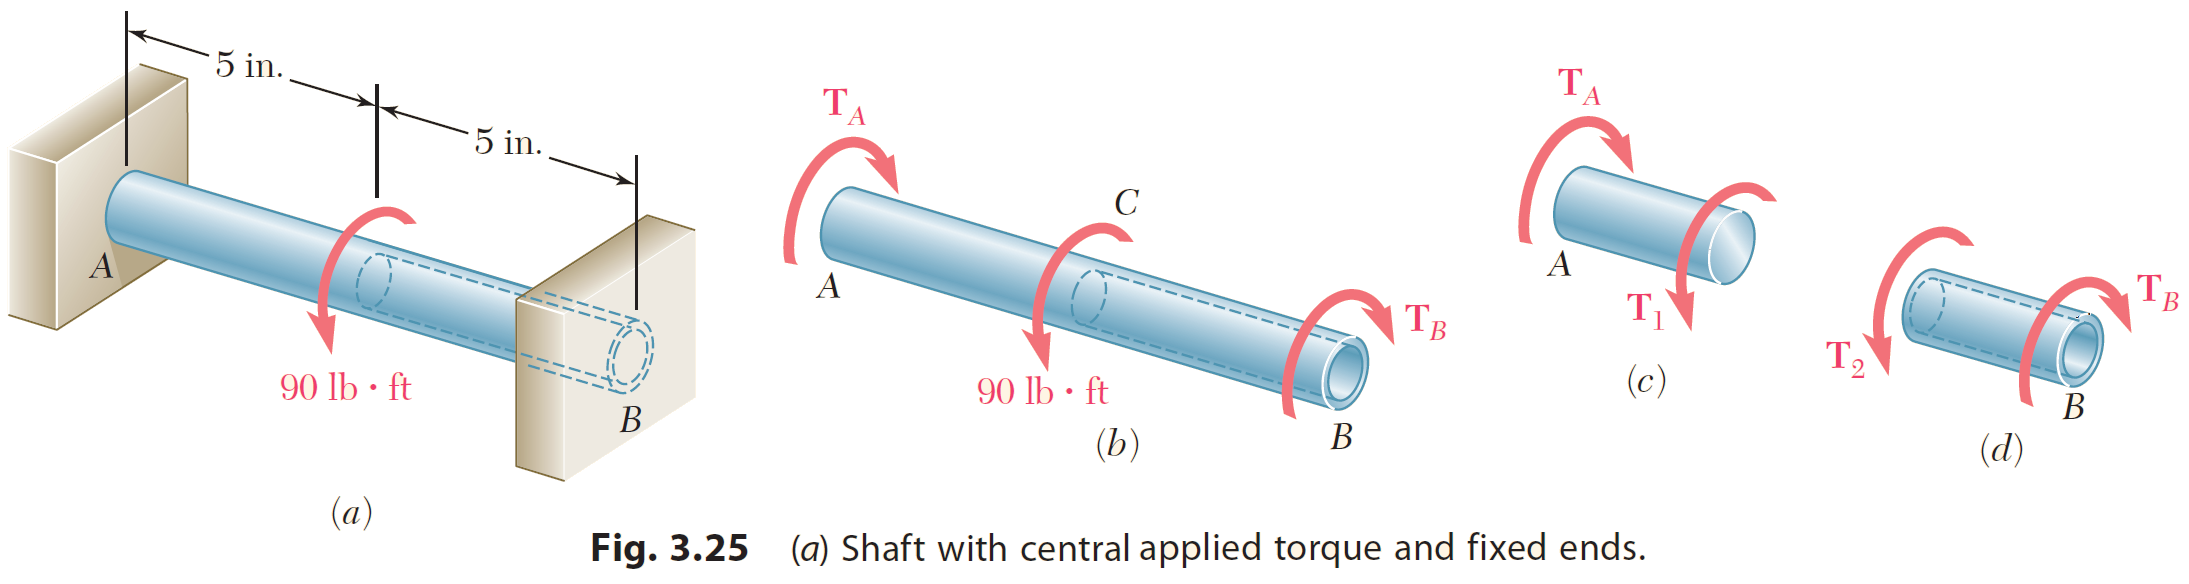 5 in.
5 in.
A
90 lb · ft
B
(a)
T_A
C
A
90 lb · ft
T_B
B
(b)
T_A
A
T_1
(c)
T_2
T_B
B
(d)
Fig. 3.25 (a) Shaft with central applied torque and fixed ends.